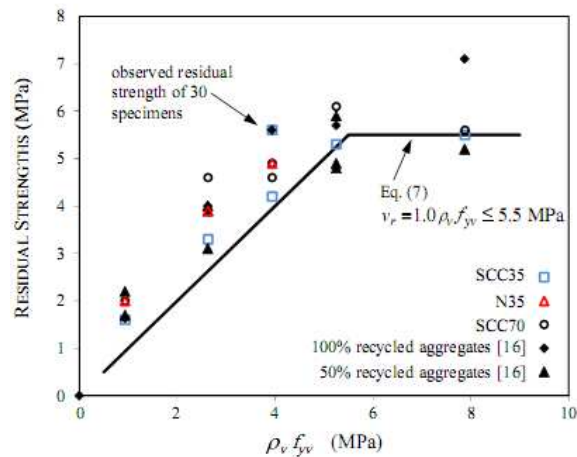 8
7
6
5
4
3
2
1
0
RESIDUAL STRENGTHS (MPa)
observed residual
strength of 30
specimens
Eq. (7)
v_r = 1.0 ρ_v f_yv ≤ 5.5 MPa
SCC35
N35
SCC70
100% recycled aggregates [16]
50% recycled aggregates [16]
0 2 4 6 8 10
ρ_v f_yv (MPa)